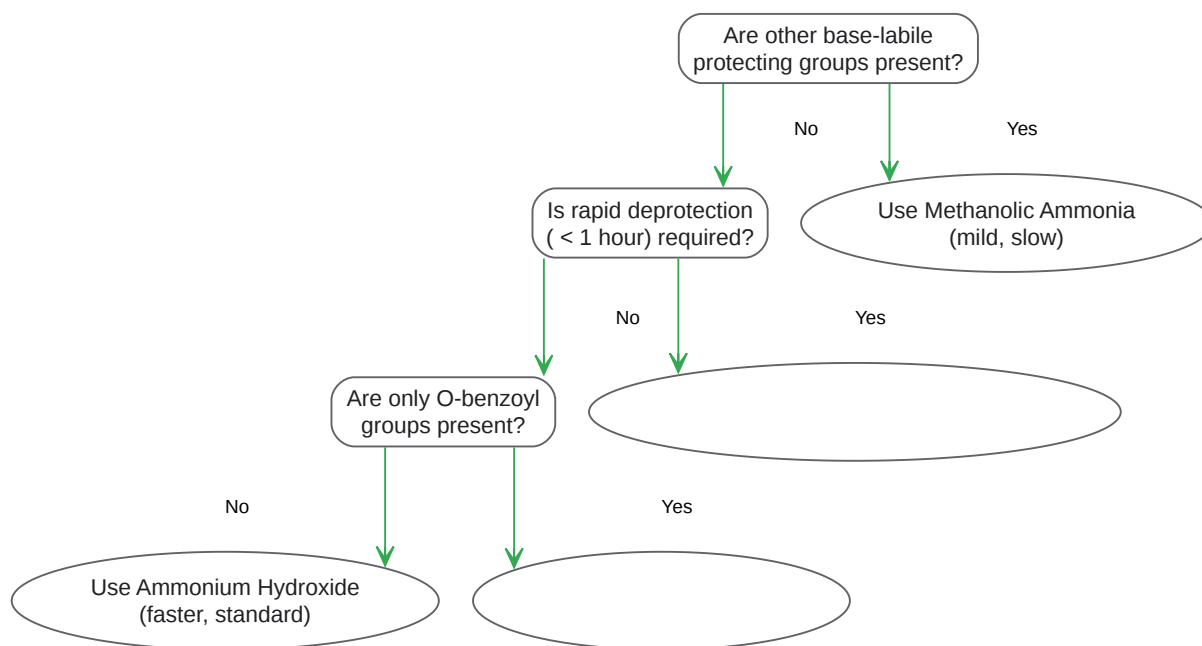 Are other base-labile
protecting groups present?
No
Yes
Is rapid deprotection
( < 1 hour) required?
Use Methanolic Ammonia
(mild, slow)
No
Yes
Are only O-benzoyl
groups present?
No
Yes
Use Ammonium Hydroxide
(faster, standard)